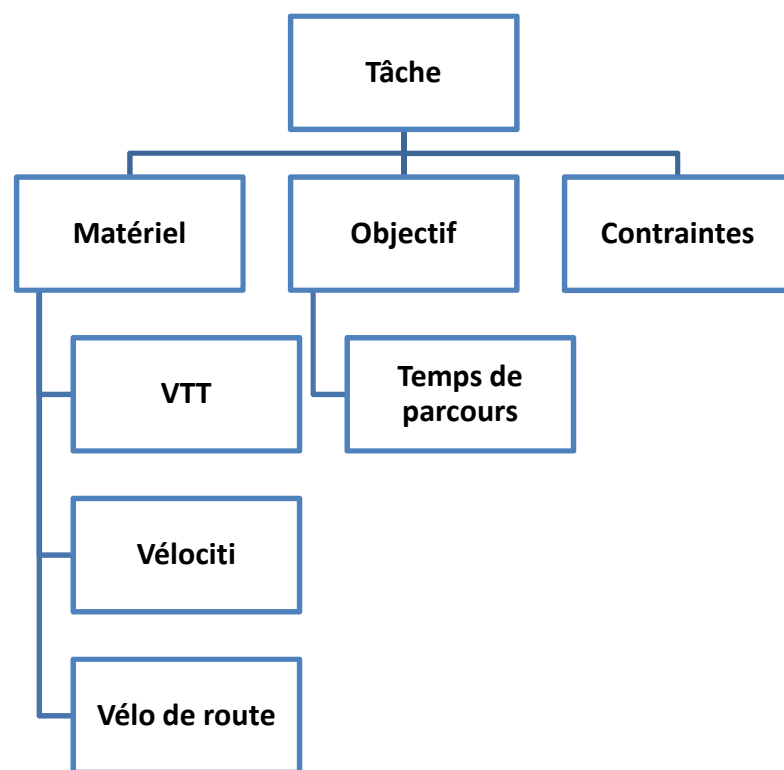 Tâche
Matériel
Objectif
Contraintes
VTT
Temps de
parcours
Vélociti
Vélo de route